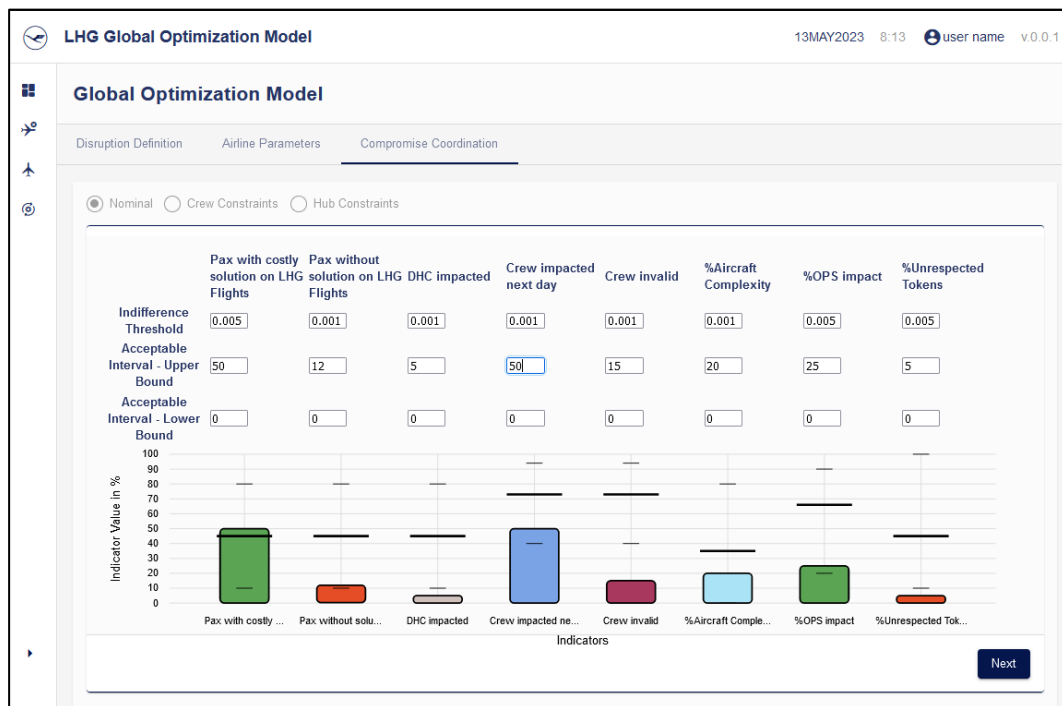 LHG Global Optimization Model
13MAY2023 8:13 user name v.0.0.1
Global Optimization Model
Disruption Definition Airline Parameters Compromise Coordination
Nominal Crew Constraints Hub Constraints
Pax with costly solution on LHG Flights
Pax without solution on LHG Flights
DHC impacted
Crew impacted next day
Crew invalid
%Aircraft Complexity
%OPS impact
%Unrespected Tokens
Indifference Threshold
0.005 0.001 0.001 0.001 0.001 0.001 0.005 0.005
Acceptable Interval - Upper Bound
50 12 5 50 15 20 25 5
Acceptable Interval - Lower Bound
0 0 0 0 0 0 0 0
Indicator Value in %
100
90
80
70
60
50
40
30
20
10
0
Pax with costly ... Pax without solu... DHC impacted Crew impacted ne... Crew invalid %Aircraft Comple... %OPS impact %Unrespected Tok...
Indicators
Next